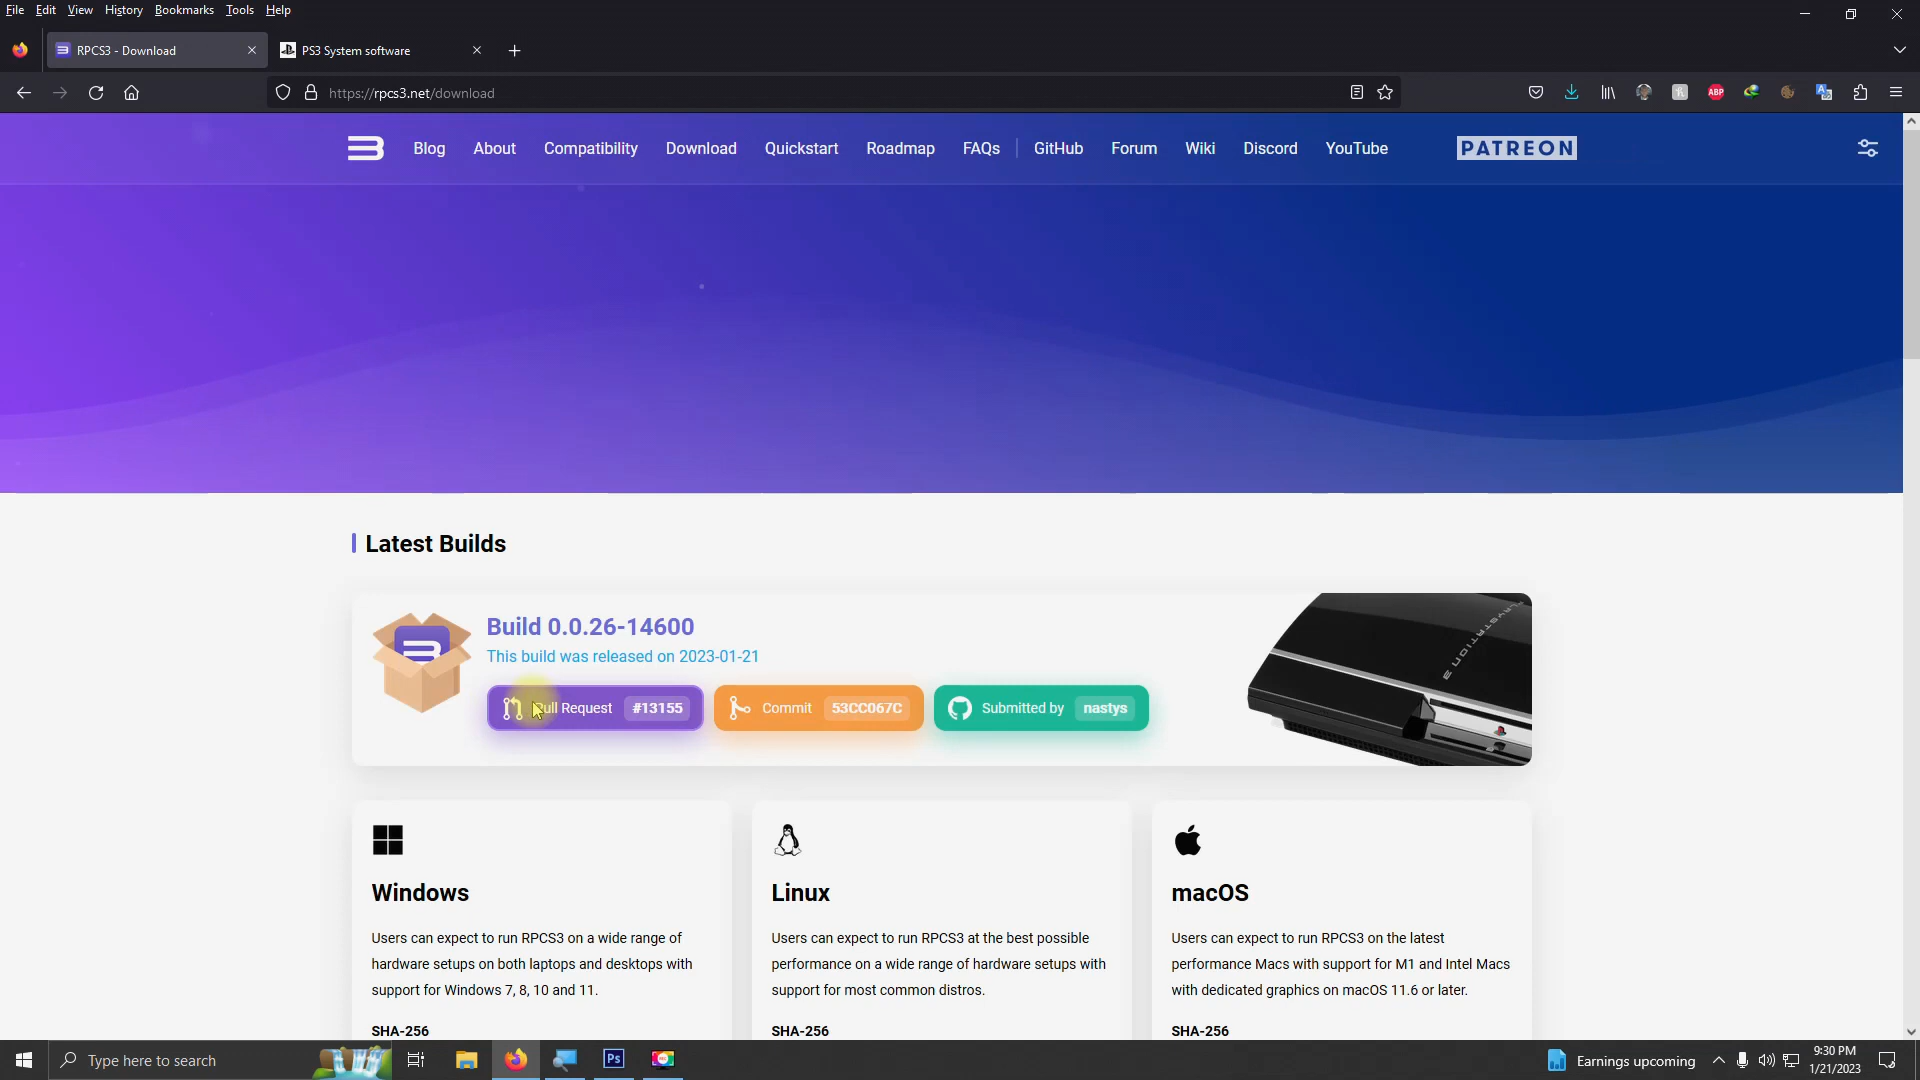 File Edit View History Bookmarks Tools Help
RPCS3 - Download
PS3 System software
https://rpcs3.net/download
ABP
Blog About Compatibility Download Quickstart Roadmap FAQs GitHub Forum Wiki Discord YouTube PATREON
Latest Builds
Build 0.0.26-14600
This build was released on 2023-01-21
Pull Request #13155 Commit 53CC067C Submitted by nastys
PLAYSTATION 3
Windows
Users can expect to run RPCS3 on a wide range of
hardware setups on both laptops and desktops with
support for Windows 7, 8, 10 and 11.
SHA-256
Linux
Users can expect to run RPCS3 at the best possible
performance on a wide range of hardware setups with
support for most common distros.
SHA-256
macOS
Users can expect to run RPCS3 on the latest
performance Macs with support for M1 and Intel Macs
with dedicated graphics on macOS 11.6 or later.
SHA-256
Type here to search
Ps
Earnings upcoming
9:30 PM
1/21/2023